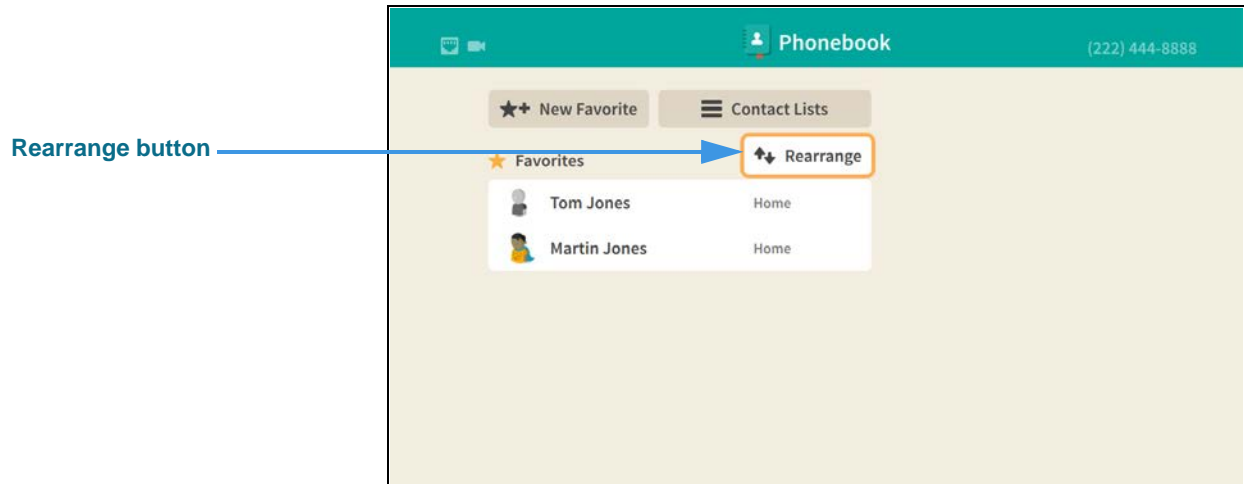 Phonebook
(222) 444-8888
New Favorite
Contact Lists
Rearrange button
Favorites
Rearrange
Tom Jones
Home
Martin Jones
Home